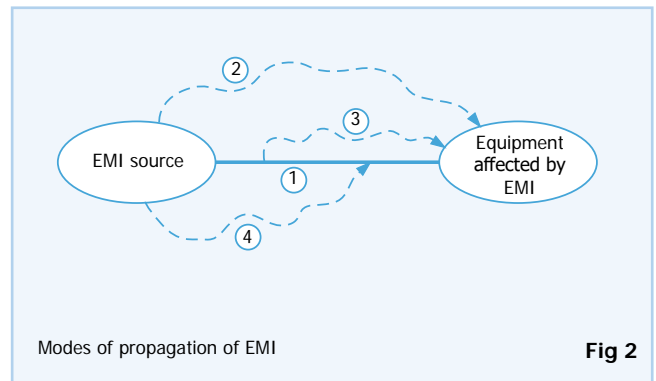 2
3
EMI source
Equipment
affected by
EMI
1
4
Modes of propagation of EMI
Fig 2